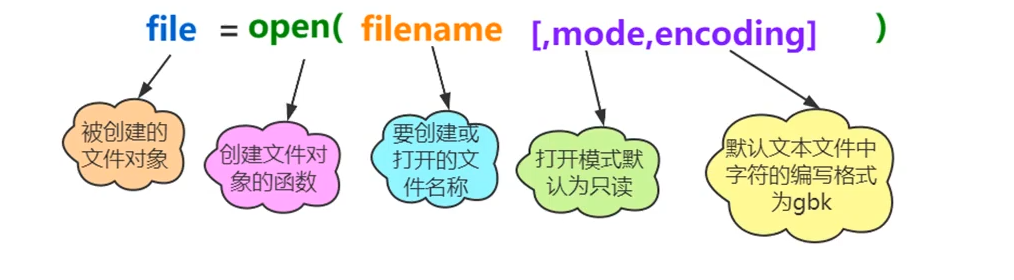 file = open( filename [,mode,encoding] )
被创建的
文件对象
创建文件对
象的函数
要创建或
打开的文
件名称
打开模式默
认为只读
默认文本文件中
字符的编写格式
为gbk